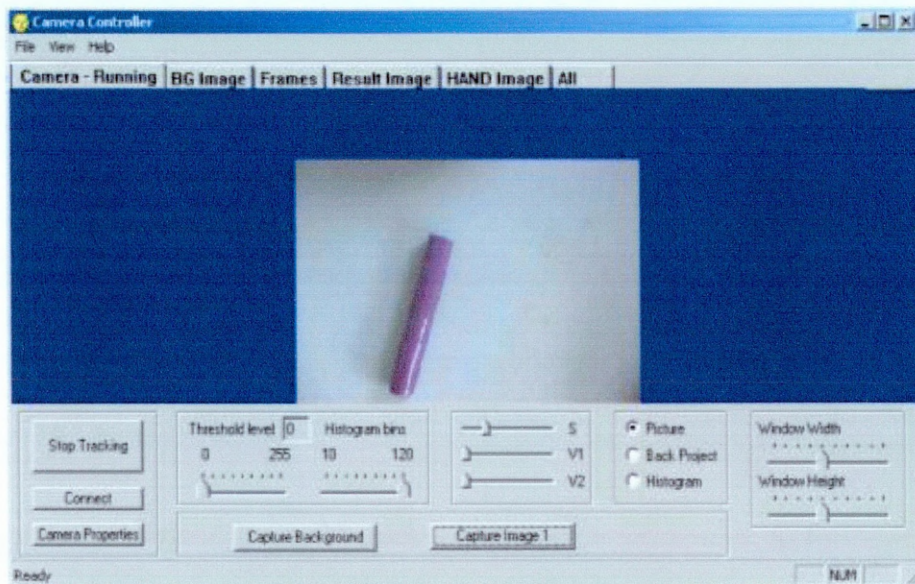 Camera Controller
File View Help
Camera - Running BG Image Frames Result Image HAND Image All
Stop Tracking
Connect
Camera Properties
Threshold level 0 Histogram bins
0 255 10 120
S
V1
V2
Picture
Back Project
Histogram
Window Width
Window Height
Capture Background Capture Image 1
Ready NUM